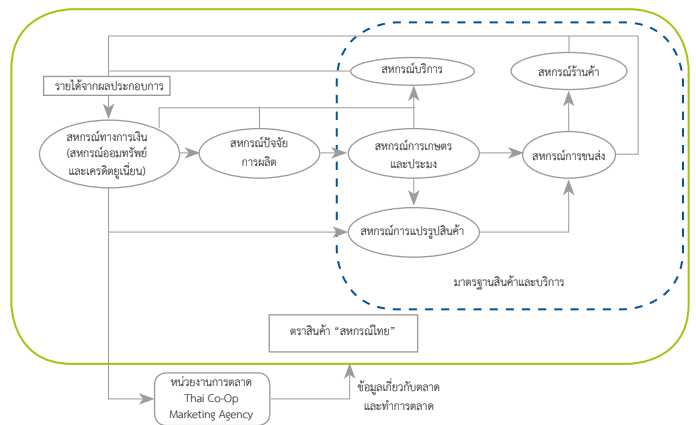 สหกรณ์บริการ
สหกรณ์ร้านค้า
รายได้จากผลประกอบการ
สหกรณ์ทางการเงิน
(สหกรณ์ออมทรัพย์
และเครดิตยูเนี่ยน)
สหกรณ์ปัจจัย
การผลิต
สหกรณ์การเกษตร
และประมง
สหกรณ์การขนส่ง
สหกรณ์การแปรรูปสินค้า
มาตรฐานสินค้าและบริการ
ตราสินค้า “สหกรณ์ไทย”
หน่วยงานการตลาด
Thai Co-Op
Marketing Agency
ข้อมูลเกี่ยวกับตลาด
และทำการตลาด